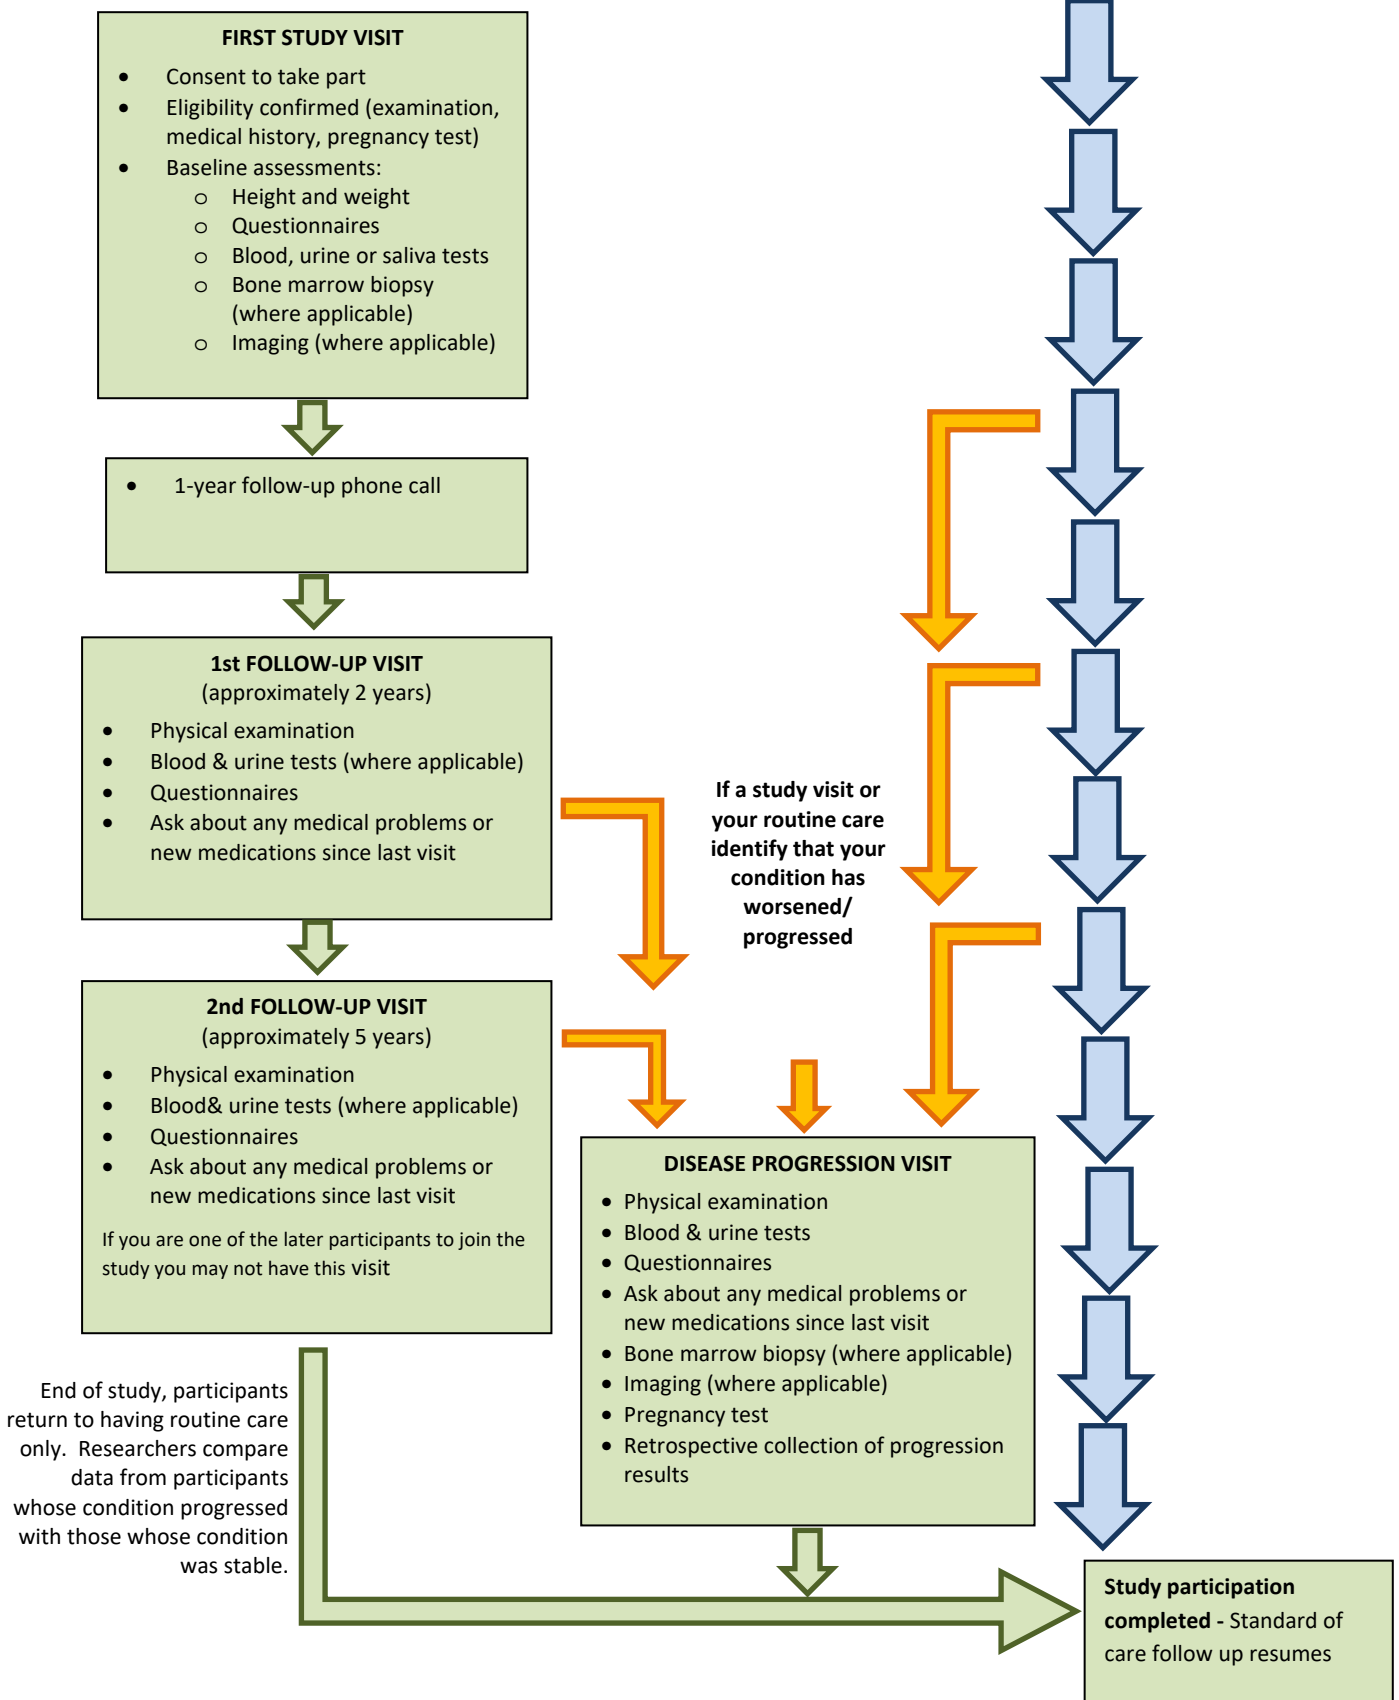 FIRST STUDY VISIT
• Consent to take part
• Eligibility confirmed (examination,
medical history, pregnancy test)
• Baseline assessments:
o Height and weight
o Questionnaires
o Blood, urine or saliva tests
o Bone marrow biopsy
(where applicable)
o Imaging (where applicable)
• 1-year follow-up phone call
1st FOLLOW-UP VISIT
(approximately 2 years)
• Physical examination
• Blood & urine tests (where applicable)
• Questionnaires
• Ask about any medical problems or
new medications since last visit
If a study visit or
your routine care
identify that your
condition has
worsened/
progressed
2nd FOLLOW-UP VISIT
(approximately 5 years)
• Physical examination
• Blood& urine tests (where applicable)
• Questionnaires
• Ask about any medical problems or
new medications since last visit
If you are one of the later participants to join the
study you may not have this visit
DISEASE PROGRESSION VISIT
• Physical examination
• Blood & urine tests
• Questionnaires
• Ask about any medical problems or
new medications since last visit
• Bone marrow biopsy (where applicable)
• Imaging (where applicable)
• Pregnancy test
• Retrospective collection of progression
results
End of study, participants
return to having routine care
only.  Researchers compare
data from participants
whose condition progressed
with those whose condition
was stable.
Study participation
completed - Standard of
care follow up resumes